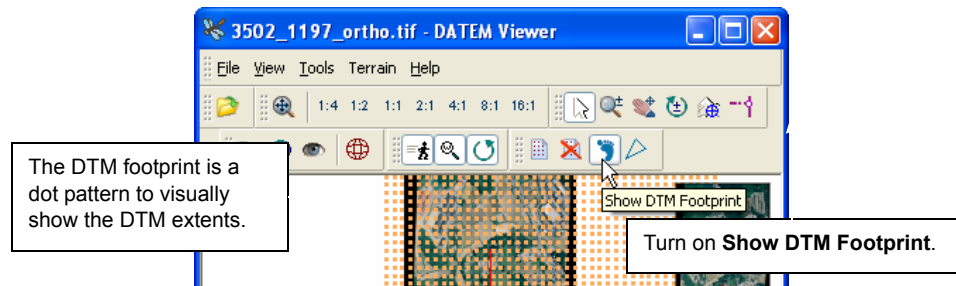 3502_1197_ortho.tif - DATEM Viewer
File View Tools Terrain Help
1:4 1:2 1:1 2:1 4:1 8:1 16:1
The DTM footprint is a
dot pattern to visually
show the DTM extents.
Show DTM Footprint
Turn on Show DTM Footprint.